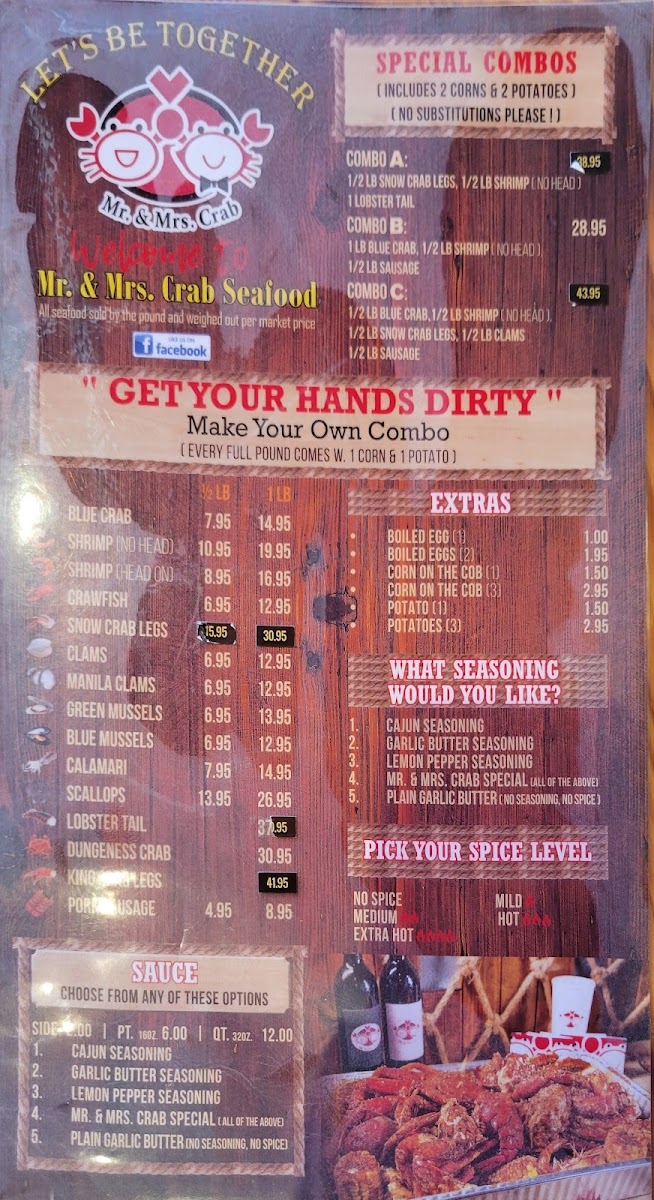 LET'S BE TOGETHER
Mr. & Mrs. Crab
Welcome To
Mr. & Mrs. Crab Seafood
All seafood sold by the pound and weighed out per market price
LIKE US ON
facebook
SPECIAL COMBOS
( INCLUDES 2 CORNS & 2 POTATOES )
( NO SUBSTITUTIONS PLEASE ! )
COMBO A: 38.95
1/2 LB SNOW CRAB LEGS, 1/2 LB SHRIMP ( NO HEAD )
1 LOBSTER TAIL
COMBO B: 28.95
1 LB BLUE CRAB, 1/2 LB SHRIMP ( NO HEAD ),
1/2 LB SAUSAGE
COMBO C: 43.95
1/2 LB BLUE CRAB, 1/2 LB SHRIMP ( NO HEAD ),
1/2 LB SNOW CRAB LEGS, 1/2 LB CLAMS
1/2 LB SAUSAGE
" GET YOUR HANDS DIRTY "
Make Your Own Combo
( EVERY FULL POUND COMES W. 1 CORN & 1 POTATO )
½ LB 1 LB
BLUE CRAB 7.95 14.95
SHRIMP (NO HEAD) 10.95 19.95
SHRIMP (HEAD ON) 8.95 16.95
CRAWFISH 6.95 12.95
SNOW CRAB LEGS 15.95 30.95
CLAMS 6.95 12.95
MANILA CLAMS 6.95 12.95
GREEN MUSSELS 6.95 13.95
BLUE MUSSELS 6.95 12.95
CALAMARI 7.95 14.95
SCALLOPS 13.95 26.95
LOBSTER TAIL .95
DUNGENESS CRAB 30.95
KING LEGS 41.95
PORK SAUSAGE 4.95 8.95
EXTRAS
• BOILED EGG (1) 1.00
• BOILED EGGS (2) 1.95
• CORN ON THE COB (1) 1.50
• CORN ON THE COB (3) 2.95
• POTATO (1) 1.50
• POTATOES (3) 2.95
WHAT SEASONING
WOULD YOU LIKE?
1. CAJUN SEASONING
2. GARLIC BUTTER SEASONING
3. LEMON PEPPER SEASONING
4. MR. & MRS. CRAB SPECIAL (ALL OF THE ABOVE)
5. PLAIN GARLIC BUTTER ( NO SEASONING, NO SPICE )
PICK YOUR SPICE LEVEL
NO SPICE MILD
MEDIUM HOT
EXTRA HOT
SAUCE
CHOOSE FROM ANY OF THESE OPTIONS
SIDE 2.00 | PT. 16OZ. 6.00 | QT. 32OZ. 12.00
1. CAJUN SEASONING
2. GARLIC BUTTER SEASONING
3. LEMON PEPPER SEASONING
4. MR. & MRS. CRAB SPECIAL ( ALL OF THE ABOVE)
5. PLAIN GARLIC BUTTER (NO SEASONING, NO SPICE)